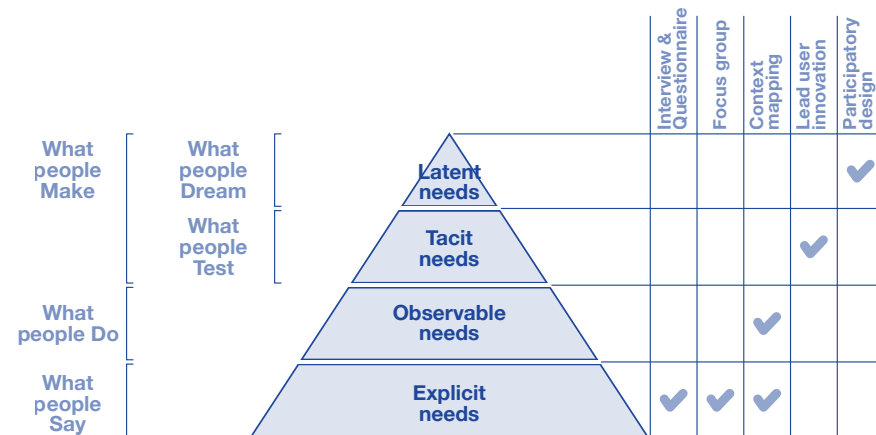 Interview &
Questionnaire
Focus group
Context
mapping
Lead user
innovation
Participatory
design
What
people
Make
What
people
Dream
Latent
needs
What
people
Test
Tacit
needs
What
people Do
Observable
needs
What
people
Say
Explicit
needs